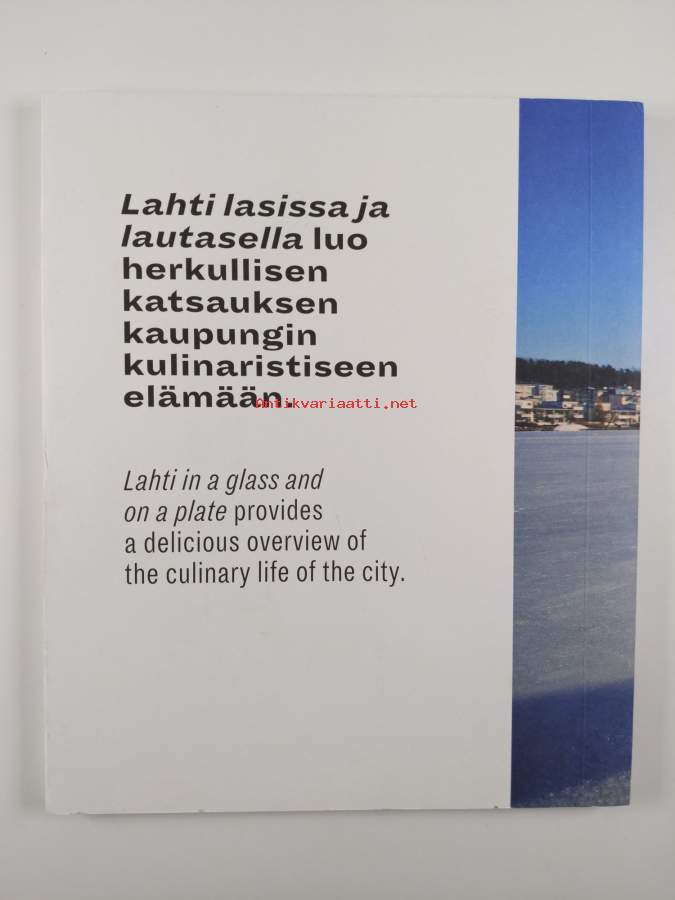 Lahti lasissa ja
lautasella luo
herkullisen
katsauksen
kaupungin
kulinaristiseen
elämään.
Antikvariaatti.net
Lahti in a glass and
on a plate provides
a delicious overview of
the culinary life of the city.